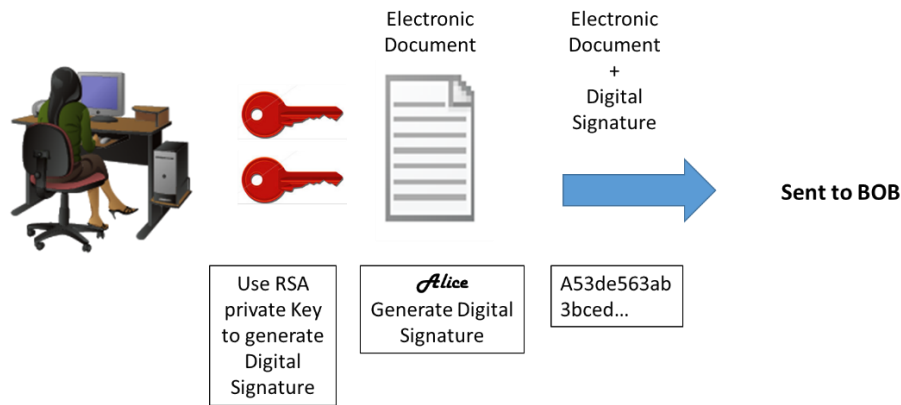 Electronic
Document
Electronic
Document
+
Digital
Signature
Sent to BOB
Use RSA
private Key
to generate
Digital
Signature
Alice
Generate Digital
Signature
A53de563ab
3bced...